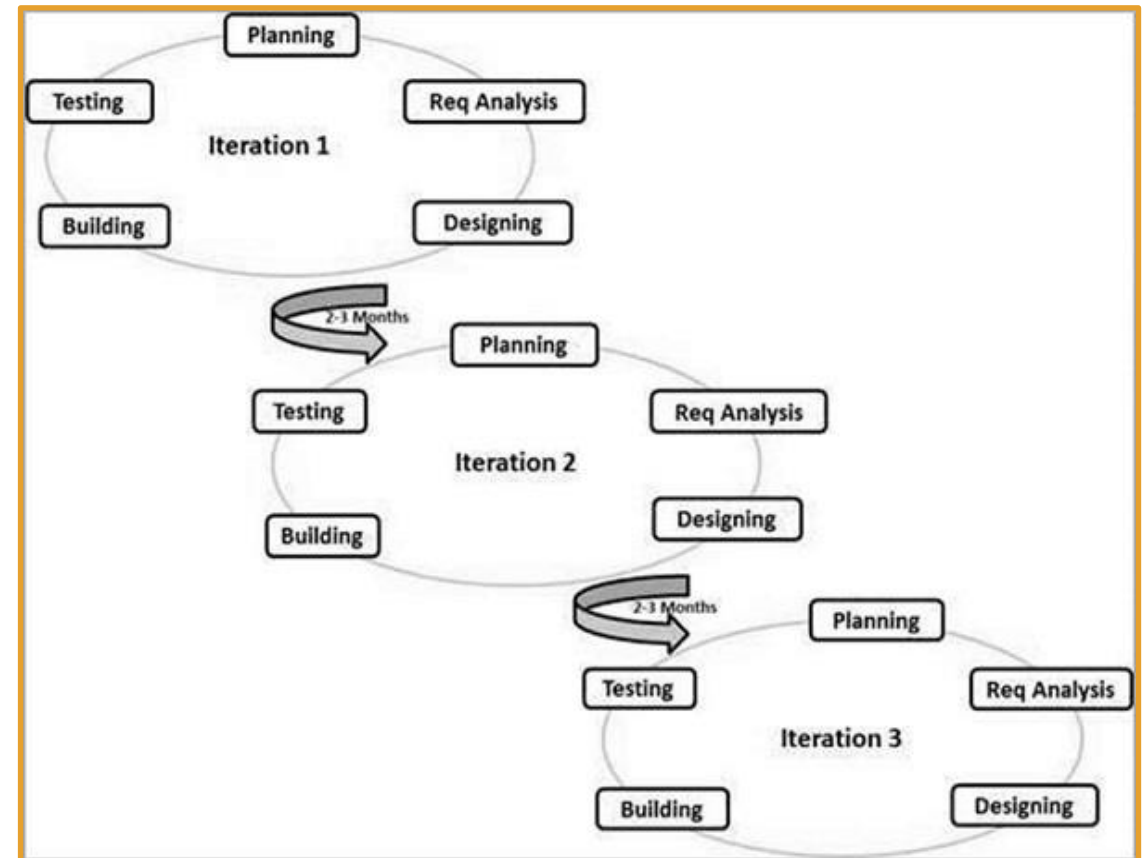 Planning
Testing
Req Analysis
Iteration 1
Building
Designing
2-3 Months
Planning
Testing
Req Analysis
Iteration 2
Building
Designing
2-3 Months
Planning
Testing
Req Analysis
Iteration 3
Building
Designing